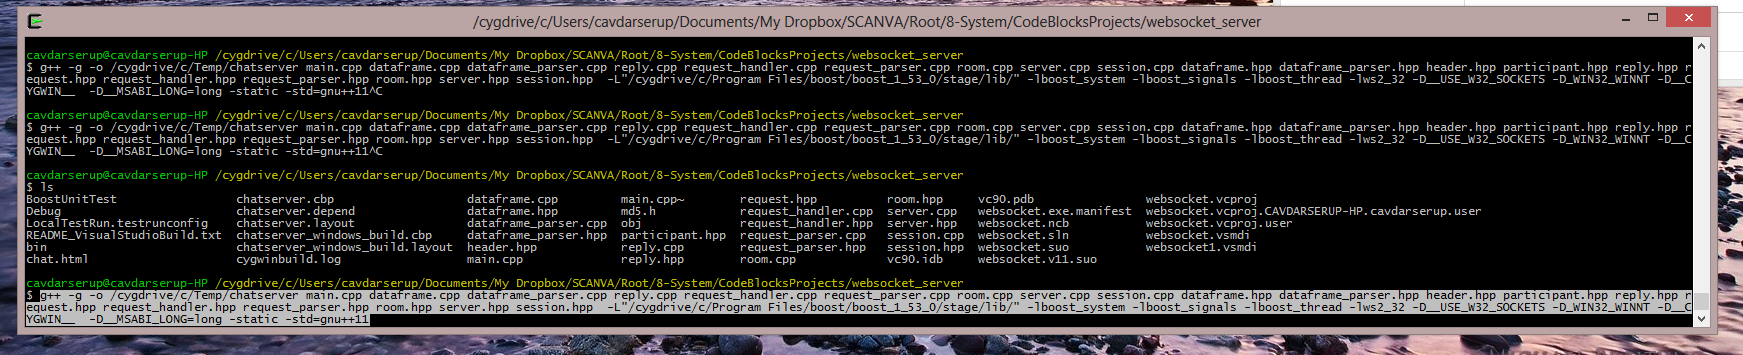 /cygdrive/c/Users/cavdarserup/Documents/My Dropbox/SCANVA/Root/8-System/CodeBlocksProjects/websocket_server
cavdarserup@cavdarserup-HP /cygdrive/c/Users/cavdarserup/Documents/My Dropbox/SCANVA/Root/8-System/CodeBlocksProjects/websocket_server
$ g++ -g -o /cygdrive/c/Temp/chatserver main.cpp dataframe.cpp dataframe_parser.cpp reply.cpp request_handler.cpp request_parser.cpp room.cpp server.cpp session.cpp dataframe.hpp dataframe_parser.hpp header.hpp participant.hpp reply.hpp r
equest.hpp request_handler.hpp request_parser.hpp room.hpp server.hpp session.hpp  -L"/cygdrive/c/Program Files/boost/boost_1_53_0/stage/lib/" -lboost_system -lboost_signals -lboost_thread -lws2_32 -D__USE_W32_SOCKETS -D_WIN32_WINNT -D__C
YGWIN__  -D__MSABI_LONG=long -static -std=gnu++11^C
cavdarserup@cavdarserup-HP /cygdrive/c/Users/cavdarserup/Documents/My Dropbox/SCANVA/Root/8-System/CodeBlocksProjects/websocket_server
$ g++ -g -o /cygdrive/c/Temp/chatserver main.cpp dataframe.cpp dataframe_parser.cpp reply.cpp request_handler.cpp request_parser.cpp room.cpp server.cpp session.cpp dataframe.hpp dataframe_parser.hpp header.hpp participant.hpp reply.hpp r
equest.hpp request_handler.hpp request_parser.hpp room.hpp server.hpp session.hpp  -L"/cygdrive/c/Program Files/boost/boost_1_53_0/stage/lib/" -lboost_system -lboost_signals -lboost_thread -lws2_32 -D__USE_W32_SOCKETS -D_WIN32_WINNT -D__C
YGWIN__  -D__MSABI_LONG=long -static -std=gnu++11^C
cavdarserup@cavdarserup-HP /cygdrive/c/Users/cavdarserup/Documents/My Dropbox/SCANVA/Root/8-System/CodeBlocksProjects/websocket_server
$ ls
BoostUnitTest chatserver.cbp dataframe.cpp main.cpp~ request.hpp room.hpp vc90.pdb websocket.vcproj
Debug chatserver.depend dataframe.hpp md5.h request_handler.cpp server.cpp websocket.exe.manifest websocket.vcproj.CAVDARSERUP-HP.cavdarserup.user
LocalTestRun.testrunconfig chatserver.layout dataframe_parser.cpp obj request_handler.hpp server.hpp websocket.ncb websocket.vcproj.user
README_VisualStudioBuild.txt chatserver_windows_build.cbp dataframe_parser.hpp participant.hpp request_parser.cpp session.cpp websocket.sln websocket.vsmdi
bin chatserver_windows_build.layout header.hpp reply.cpp request_parser.hpp session.hpp websocket.suo websocket1.vsmdi
chat.html cygwinbuild.log main.cpp reply.hpp room.cpp vc90.idb websocket.v11.suo
cavdarserup@cavdarserup-HP /cygdrive/c/Users/cavdarserup/Documents/My Dropbox/SCANVA/Root/8-System/CodeBlocksProjects/websocket_server
$ g++ -g -o /cygdrive/c/Temp/chatserver main.cpp dataframe.cpp dataframe_parser.cpp reply.cpp request_handler.cpp request_parser.cpp room.cpp server.cpp session.cpp dataframe.hpp dataframe_parser.hpp header.hpp participant.hpp reply.hpp r
equest.hpp request_handler.hpp request_parser.hpp room.hpp server.hpp session.hpp  -L"/cygdrive/c/Program Files/boost/boost_1_53_0/stage/lib/" -lboost_system -lboost_signals -lboost_thread -lws2_32 -D__USE_W32_SOCKETS -D_WIN32_WINNT -D__C
YGWIN__  -D__MSABI_LONG=long -static -std=gnu++11